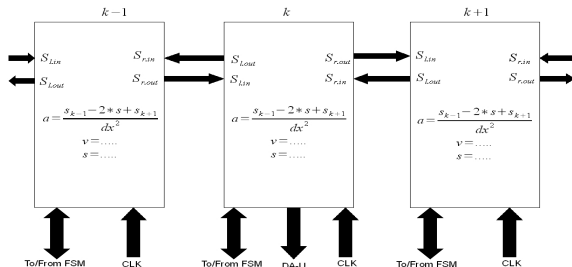 k−1
k
k+1
S_{l,in}
S_{r,in}
S_{l,out}
S_{r,out}
a = \frac{s_{k−1}−2*s+s_{k+1}}{dx^2}
v=.....
s=.....
S_{l,out}
S_{r,out}
S_{l,in}
S_{r,in}
a = \frac{s_{k−1}−2*s+s_{k+1}}{dx^2}
v=.....
s=.....
S_{l,in}
S_{r,in}
S_{l,out}
S_{r,out}
a = \frac{s_{k−1}−2*s+s_{k+1}}{dx^2}
v=.....
s=.....
To/From FSM
CLK
To/From FSM
CLK
To/From FSM
CLK